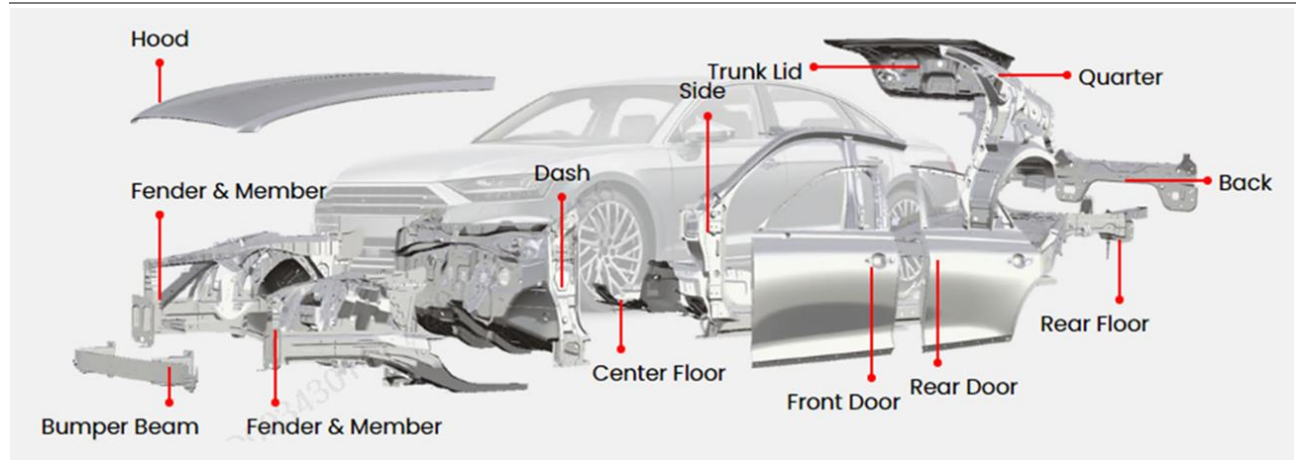 Hood
Trunk Lid
Quarter
Side
Dash
Fender & Member
Back
Rear Floor
Center Floor
Rear Door
Front Door
Bumper Beam
Fender & Member